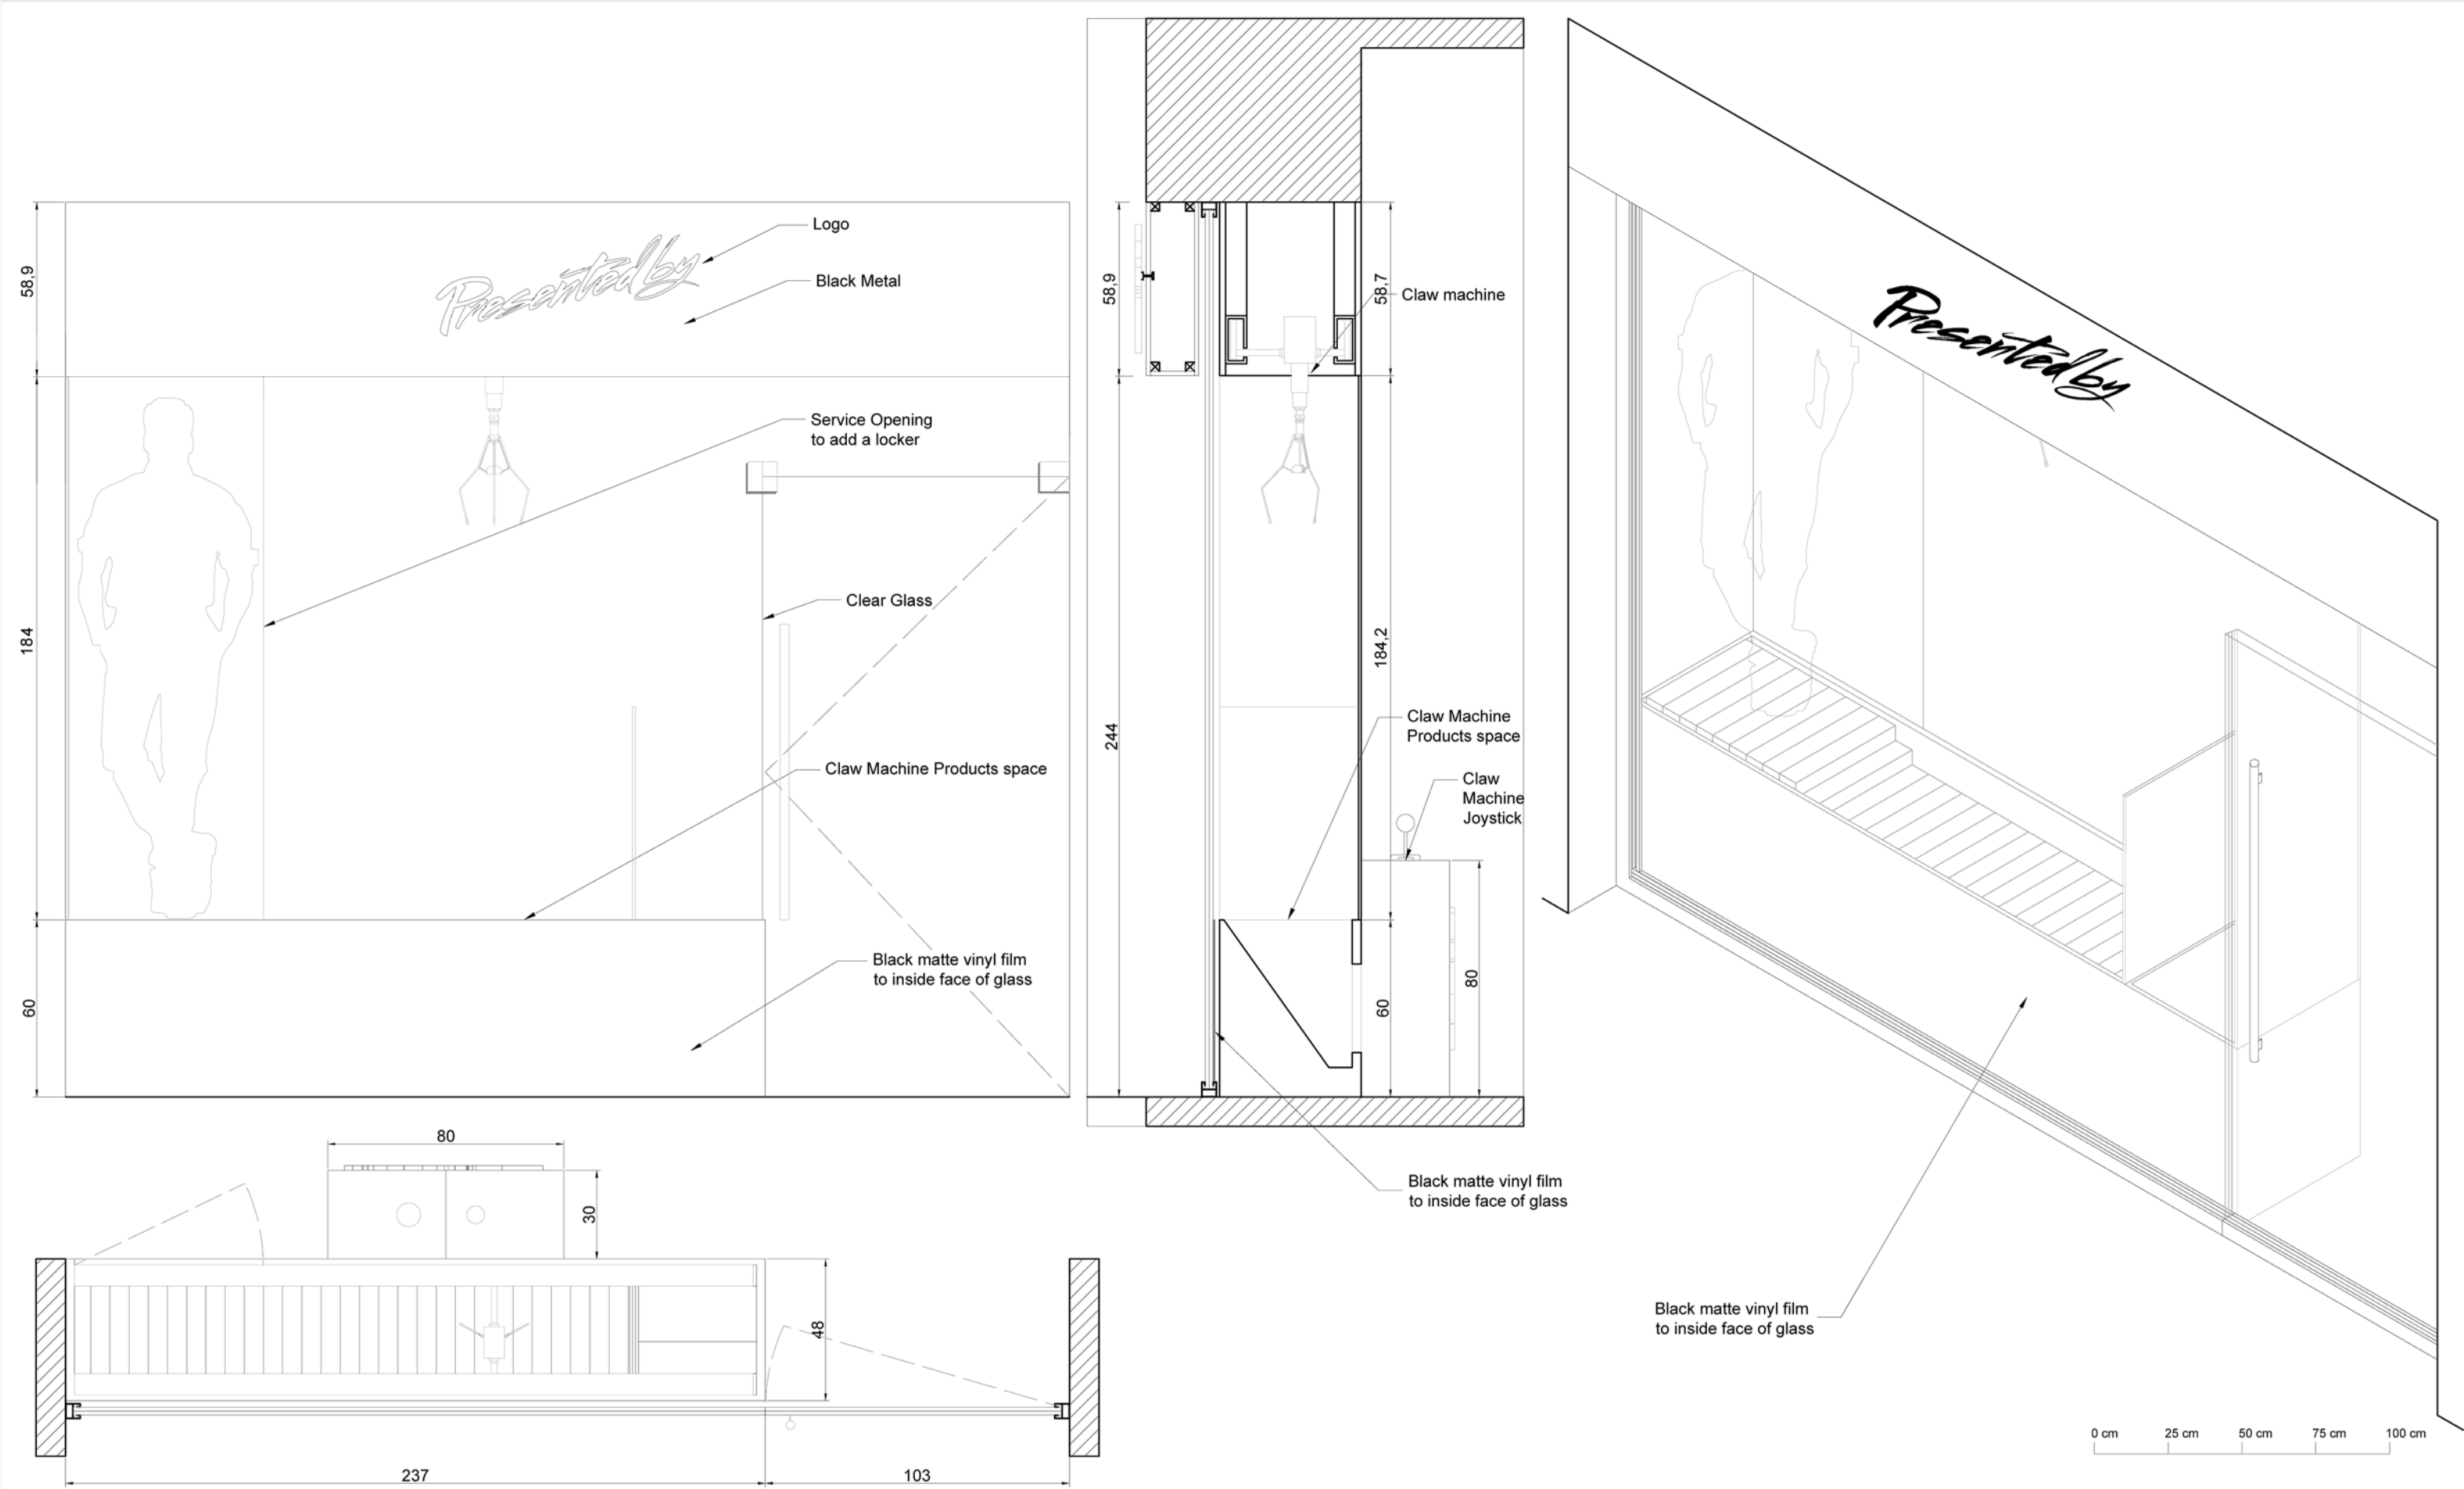 Logo
Presentedby
Black Metal
58,9
Service Opening
to add a locker
Clear Glass
184
Claw Machine Products space
Black matte vinyl film
to inside face of glass
60
58,9
58,7
Claw machine
184,2
244
Claw Machine
Products space
Claw
Machine
Joystick
80
60
Black matte vinyl film
to inside face of glass
Presentedby
Black matte vinyl film
to inside face of glass
80
30
48
237
103
0 cm 25 cm 50 cm 75 cm 100 cm